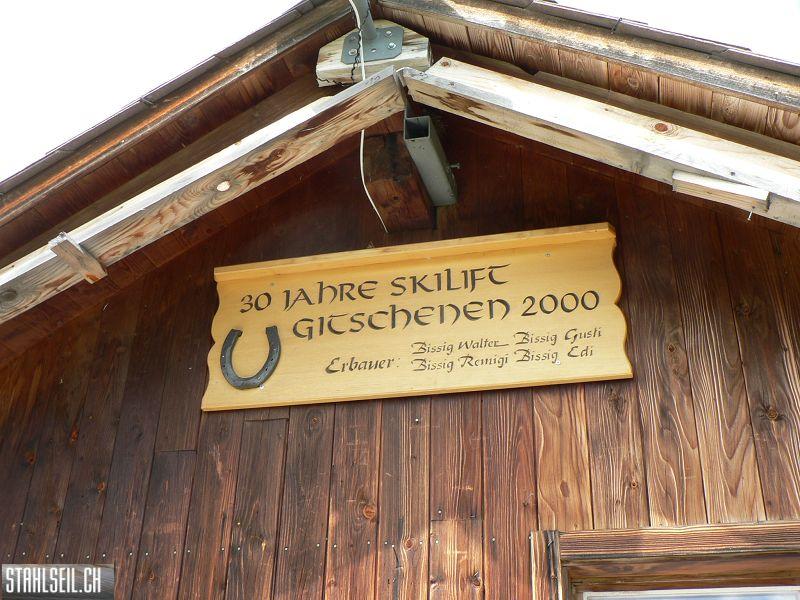 30 JAHRE SKILIFT
GITSCHENEN 2000
Erbauer: Bissig Walter Bissig Gusti
Bissig Remigi Bissig Edi
STAHLSEIL.CH